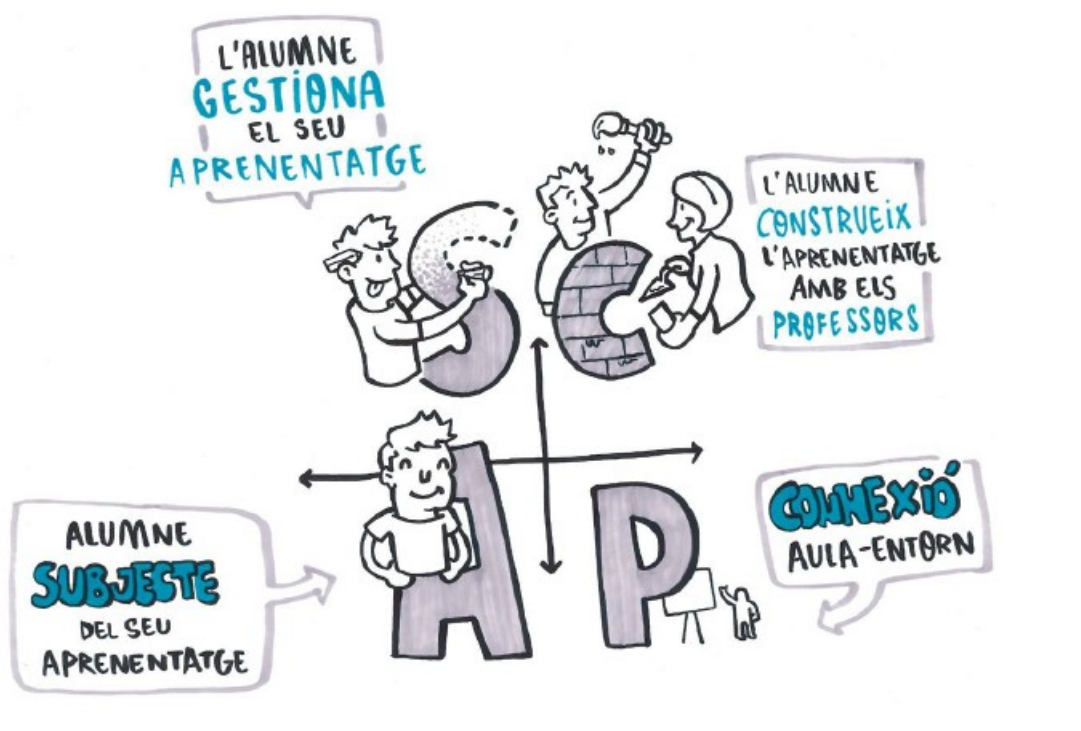 L'ALUMNE
GESTIONA
EL SEU
APRENENTATGE
L'ALUMNE
CONSTRUEIX
L'APRENENTATGE
AMB ELS
PROFESSORS
S C
A P
ALUMNE
SUBJECTE
DEL SEU
APRENENTATGE
CONNEXIÓ
AULA-ENTORN